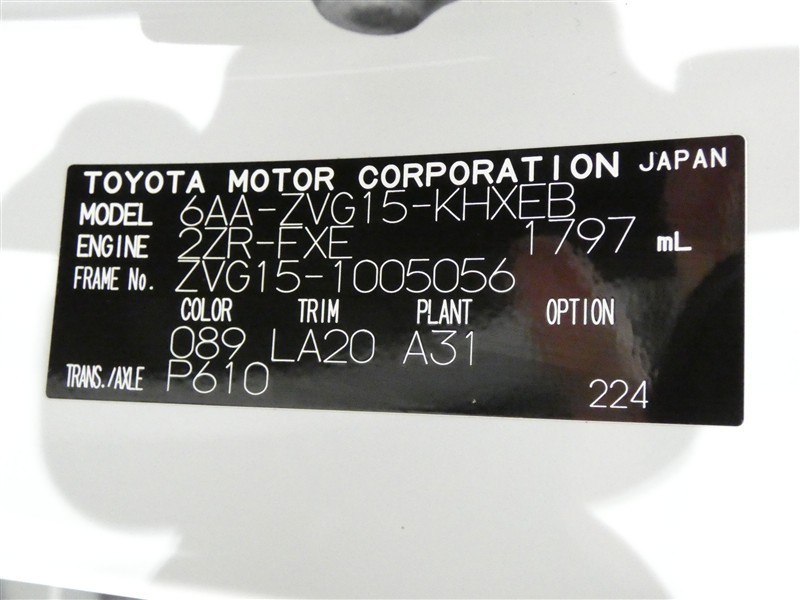 TOYOTA MOTOR CORPORATION JAPAN
MODEL 6AA-ZVG15-KHXEB
ENGINE 2ZR-FXE 1797 mL
FRAME No. ZVG15-1005056
COLOR TRIM PLANT OPTION
089 LA20 A31
TRANS./AXLE P610 224